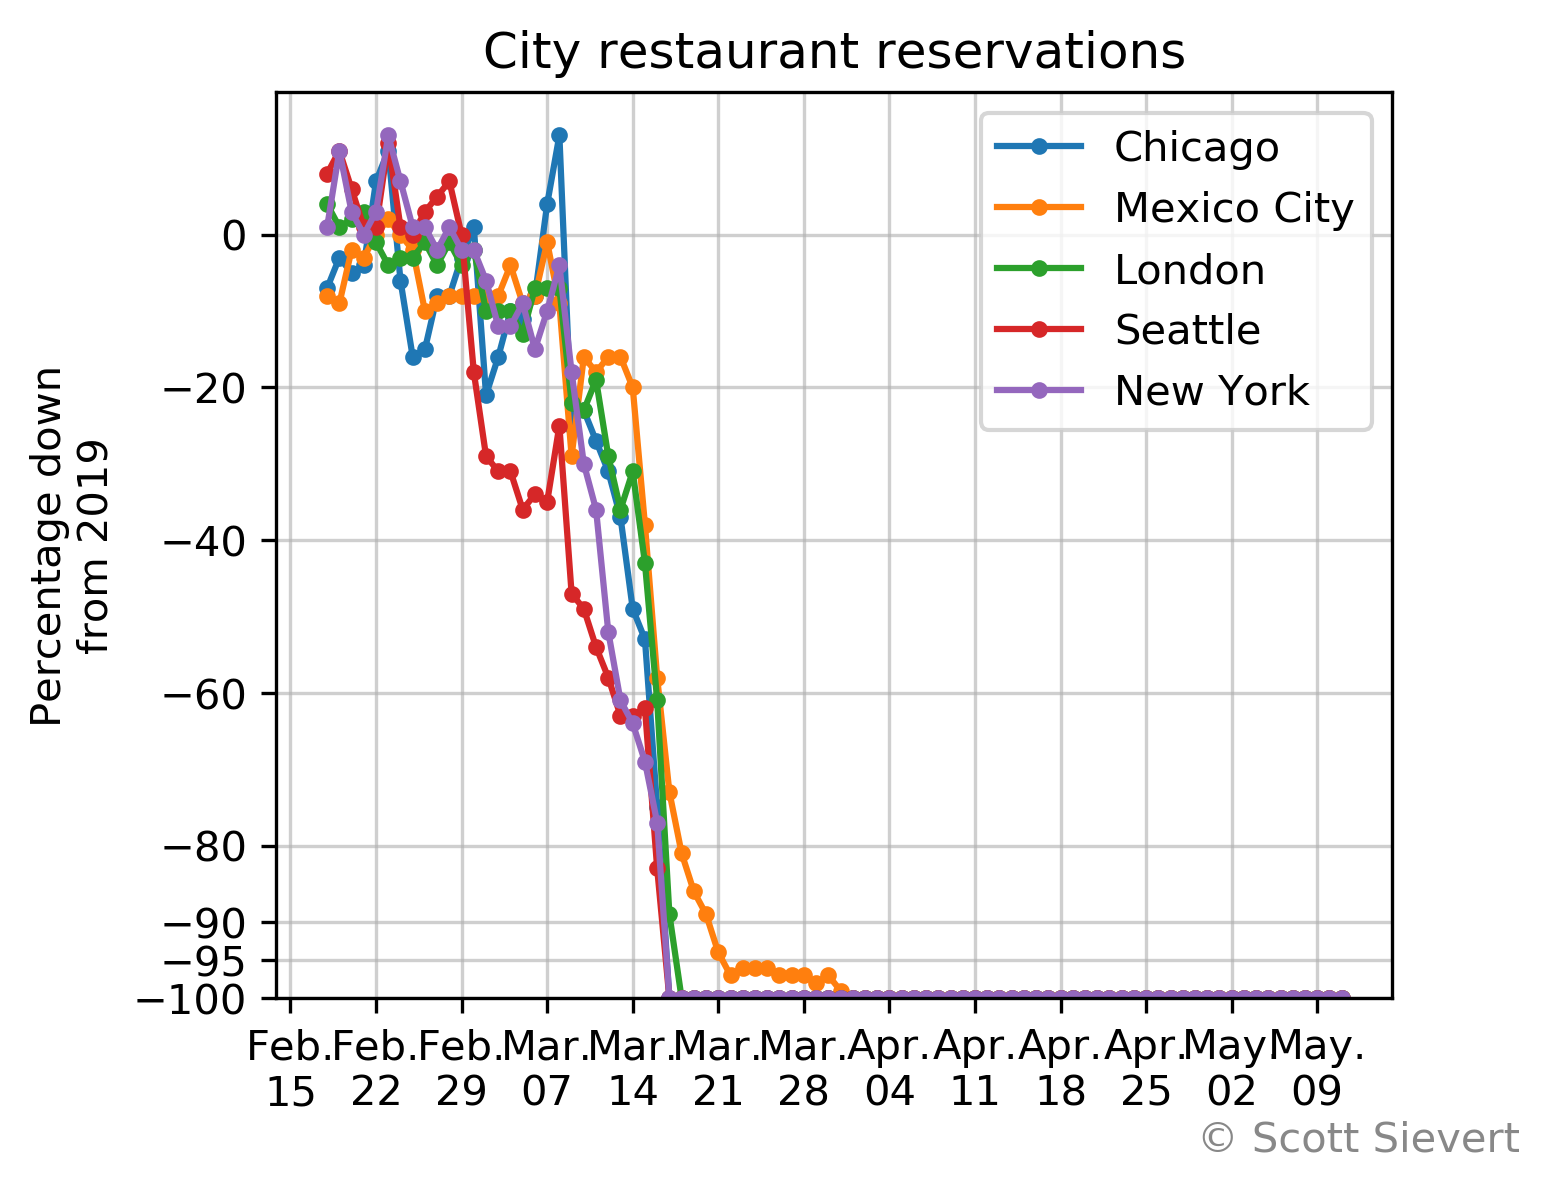 City restaurant reservations
Chicago
Mexico City
London
Seattle
New York
Percentage down
from 2019
0
−20
−40
−60
−80
−90
−95
−100
Feb. Feb. Feb. Mar. Mar. Mar. Mar. Apr. Apr. Apr. Apr. May. May.
15 22 29 07 14 21 28 04 11 18 25 02 09
© Scott Sievert